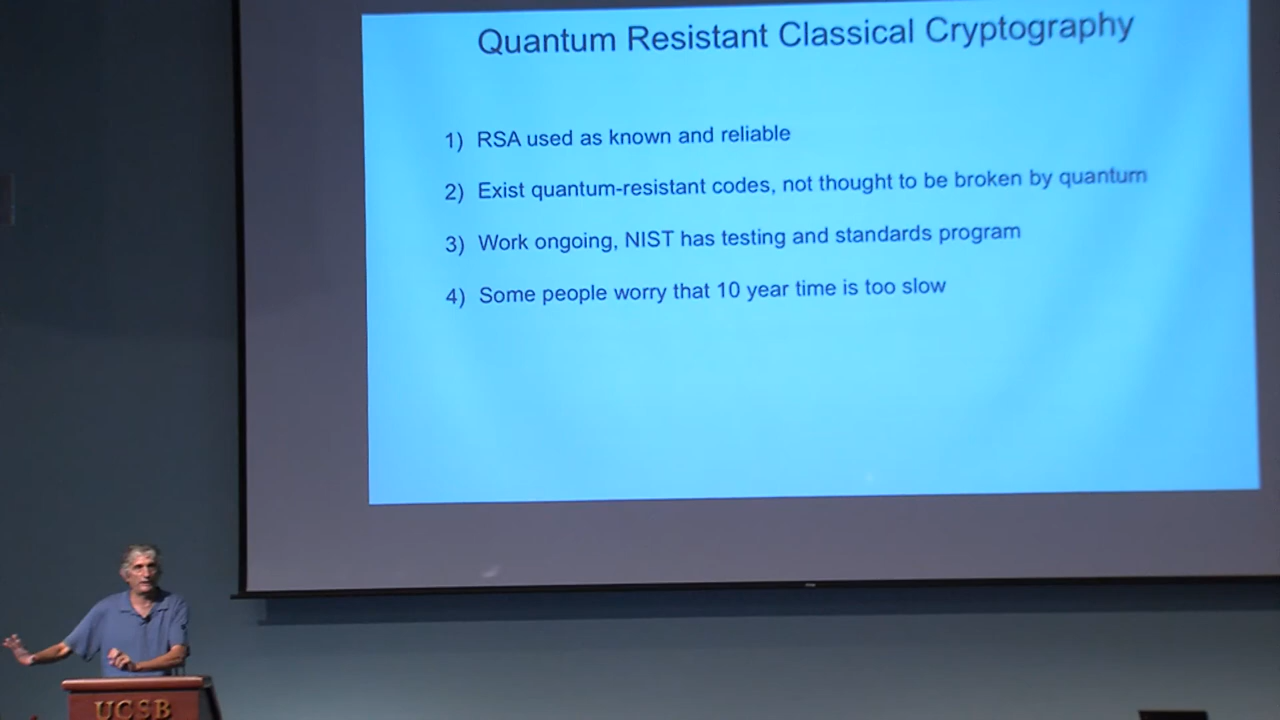 Quantum Resistant Classical Cryptography
1) RSA used as known and reliable
2) Exist quantum-resistant codes, not thought to be broken by quantum
3) Work ongoing, NIST has testing and standards program
4) Some people worry that 10 year time is too slow
UCSB